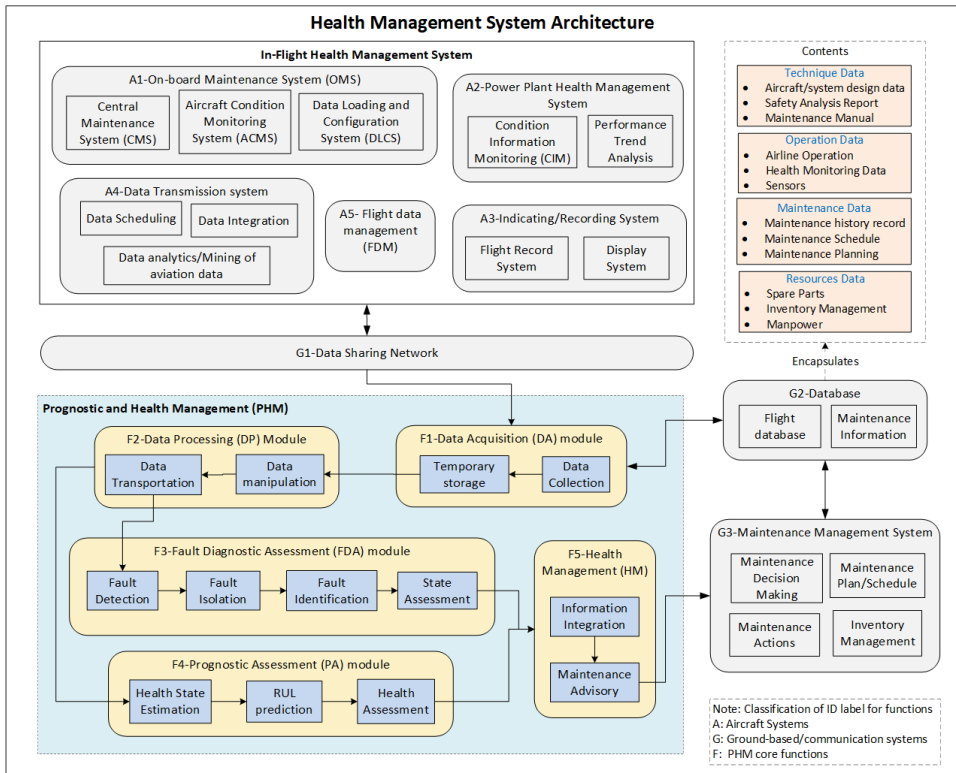 Health Management System Architecture
In-Flight Health Management System
A1-On-board Maintenance System (OMS)
Central
Maintenance
System (CMS)
Aircraft Condition
Monitoring
System (ACMS)
Data Loading and
Configuration
System (DLCS)
A2-Power Plant Health Management
System
Condition
Information
Monitoring (CIM)
Performance
Trend
Analysis
A4-Data Transmission system
Data Scheduling
Data Integration
Data analytics/Mining of
aviation data
A5- Flight data
management
(FDM)
A3-Indicating/Recording System
Flight Record
System
Display
System
Contents
Technique Data
• Aircraft/system design data
• Safety Analysis Report
• Maintenance Manual
Operation Data
• Airline Operation
• Health Monitoring Data
• Sensors
Maintenance Data
• Maintenance history record
• Maintenance Schedule
• Maintenance Planning
Resources Data
• Spare Parts
• Inventory Management
• Manpower
Encapsulates
G1-Data Sharing Network
G2-Database
Flight
database
Maintenance
Information
Prognostic and Health Management (PHM)
F2-Data Processing (DP) Module
Data
Transportation
Data
manipulation
F1-Data Acquisition (DA) module
Temporary
storage
Data
Collection
F3-Fault Diagnostic Assessment (FDA) module
Fault
Detection
Fault
Isolation
Fault
Identification
State
Assessment
F5-Health
Management (HM)
Information
Integration
Maintenance
Advisory
F4-Prognostic Assessment (PA) module
Health State
Estimation
RUL
prediction
Health
Assessment
G3-Maintenance Management System
Maintenance
Decision
Making
Maintenance
Plan/Schedule
Maintenance
Actions
Inventory
Management
Note: Classification of ID label for functions
A: Aircraft Systems
G: Ground-based/communication systems
F: PHM core functions